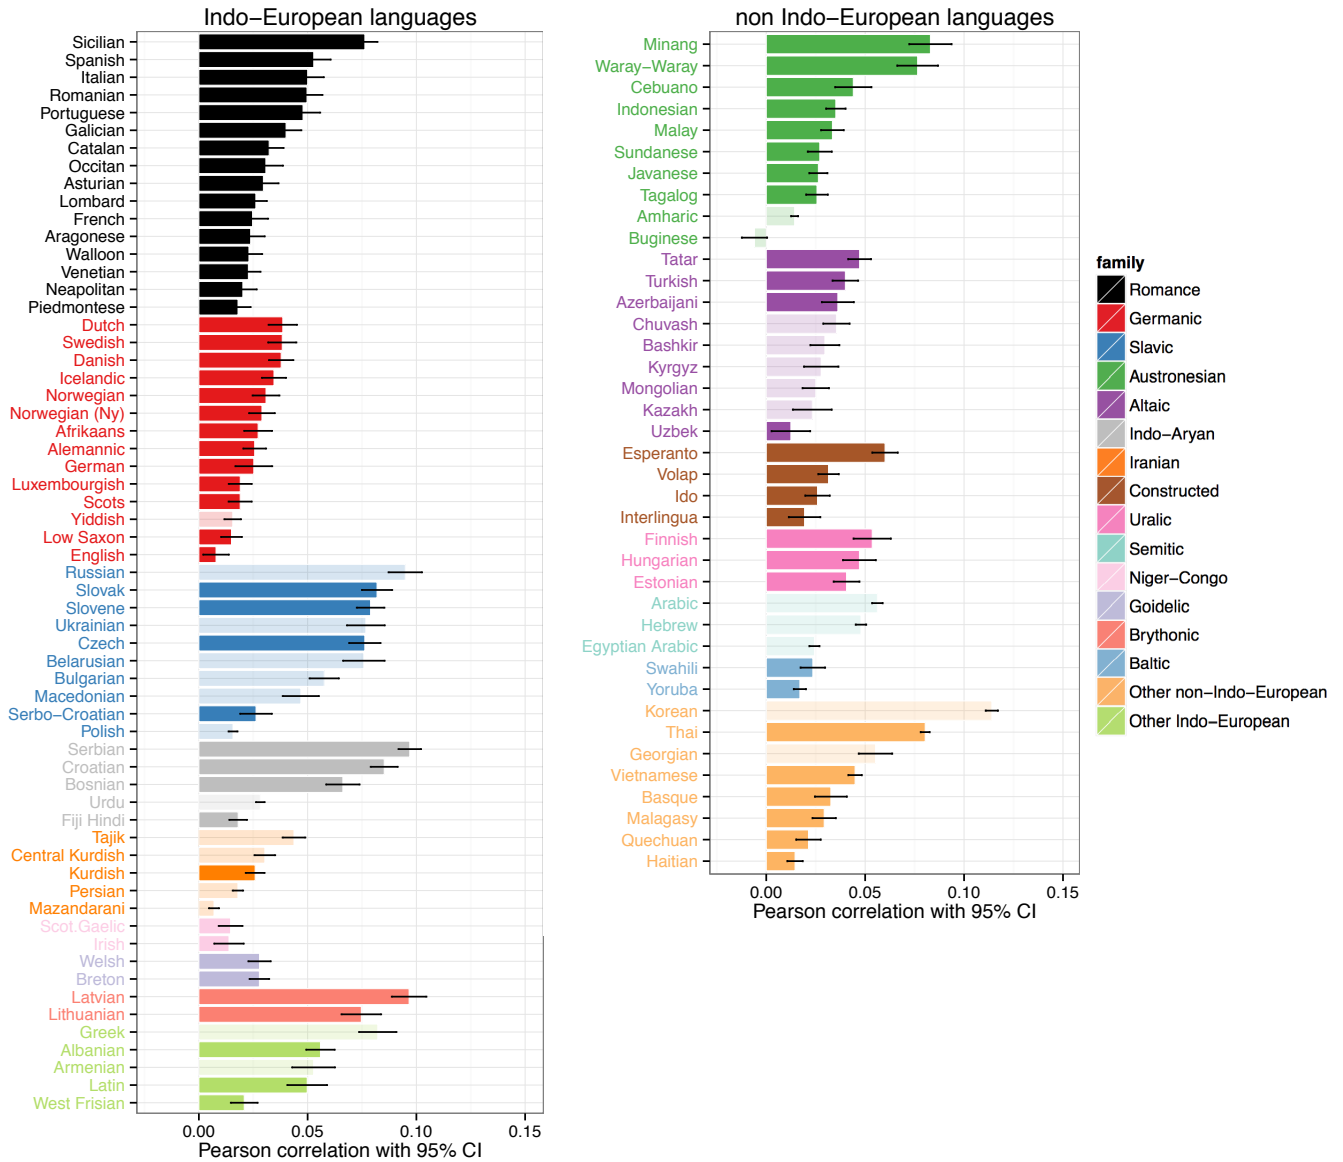 Indo−European languages
Sicilian
Spanish
Italian
Romanian
Portuguese
Galician
Catalan
Occitan
Asturian
Lombard
French
Aragonese
Walloon
Venetian
Neapolitan
Piedmontese
Dutch
Swedish
Danish
Icelandic
Norwegian
Norwegian (Ny)
Afrikaans
Alemannic
German
Luxembourgish
Scots
Yiddish
Low Saxon
English
Russian
Slovak
Slovene
Ukrainian
Czech
Belarusian
Bulgarian
Macedonian
Serbo−Croatian
Polish
Serbian
Croatian
Bosnian
Urdu
Fiji Hindi
Tajik
Central Kurdish
Kurdish
Persian
Mazandarani
Scot.Gaelic
Irish
Welsh
Breton
Latvian
Lithuanian
Greek
Albanian
Armenian
Latin
West Frisian
0.00 0.05 0.10 0.15
Pearson correlation with 95% CI
non Indo−European languages
Minang
Waray−Waray
Cebuano
Indonesian
Malay
Sundanese
Javanese
Tagalog
Amharic
Buginese
Tatar
Turkish
Azerbaijani
Chuvash
Bashkir
Kyrgyz
Mongolian
Kazakh
Uzbek
Esperanto
Volap
Ido
Interlingua
Finnish
Hungarian
Estonian
Arabic
Hebrew
Egyptian Arabic
Swahili
Yoruba
Korean
Thai
Georgian
Vietnamese
Basque
Malagasy
Quechuan
Haitian
0.00 0.05 0.10 0.15
Pearson correlation with 95% CI
family
Romance
Germanic
Slavic
Austronesian
Altaic
Indo−Aryan
Iranian
Constructed
Uralic
Semitic
Niger−Congo
Goidelic
Brythonic
Baltic
Other non−Indo−European
Other Indo−European